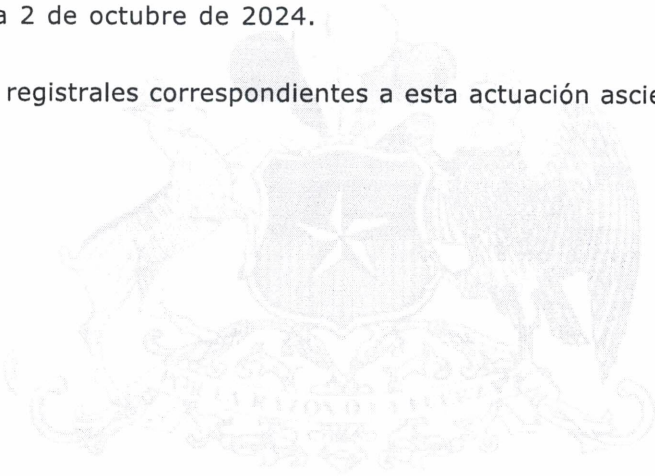 a 2 de octubre de 2024.
registrales correspondientes a esta actuación ascie